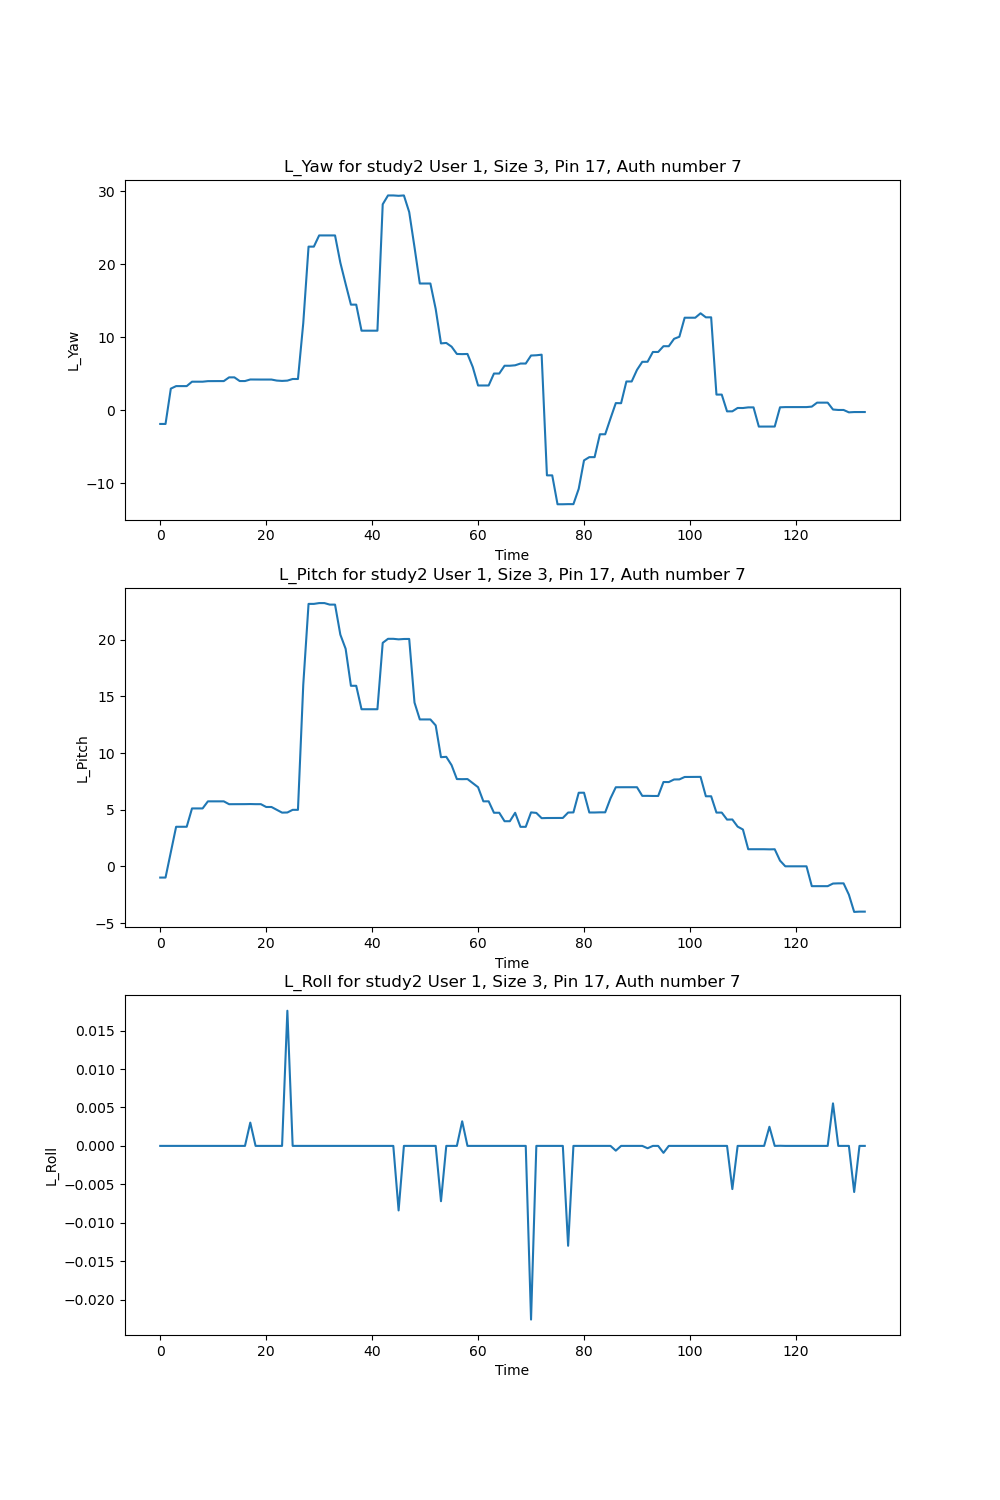 L_Yaw for study2 User 1, Size 3, Pin 17, Auth number 7
30
20
10
0
−10
L_Yaw
0 20 40 60 80 100 120
Time
L_Pitch for study2 User 1, Size 3, Pin 17, Auth number 7
20
15
10
5
0
−5
L_Pitch
0 20 40 60 80 100 120
Time
L_Roll for study2 User 1, Size 3, Pin 17, Auth number 7
0.015
0.010
0.005
0.000
−0.005
−0.010
−0.015
−0.020
L_Roll
0 20 40 60 80 100 120
Time